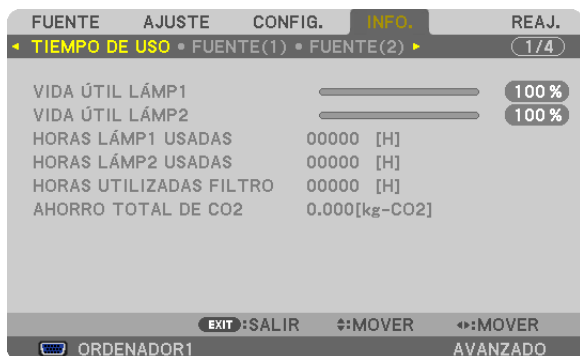 FUENTE AJUSTE CONFIG. INFO. REAJ.
TIEMPO DE USO • FUENTE(1) • FUENTE(2) 1/4
VIDA ÚTIL LÁMP1 100 %
VIDA ÚTIL LÁMP2 100 %
HORAS LÁMP1 USADAS 00000 [H]
HORAS LÁMP2 USADAS 00000 [H]
HORAS UTILIZADAS FILTRO 00000 [H]
AHORRO TOTAL DE CO2 0.000[kg-CO2]
EXIT :SALIR :MOVER :MOVER
ORDENADOR1 AVANZADO